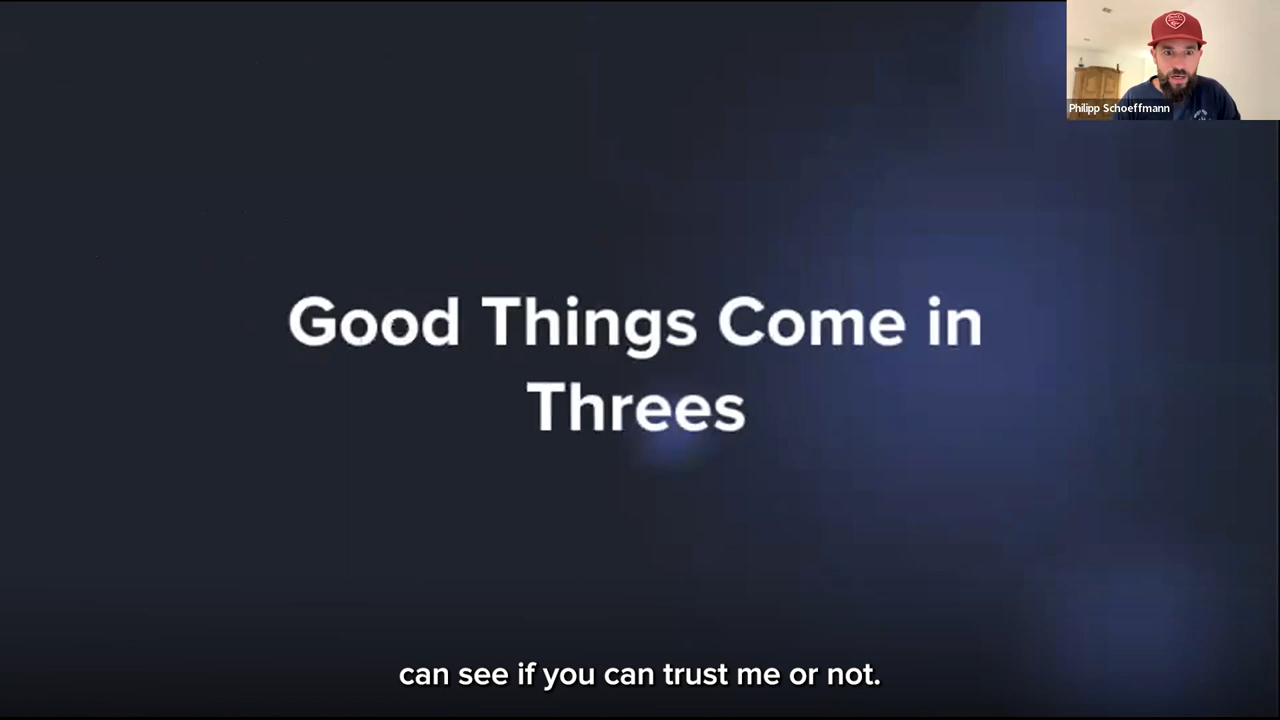 Philipp Schoeffmann
Good Things Come in
Threes
can see if you can trust me or not.